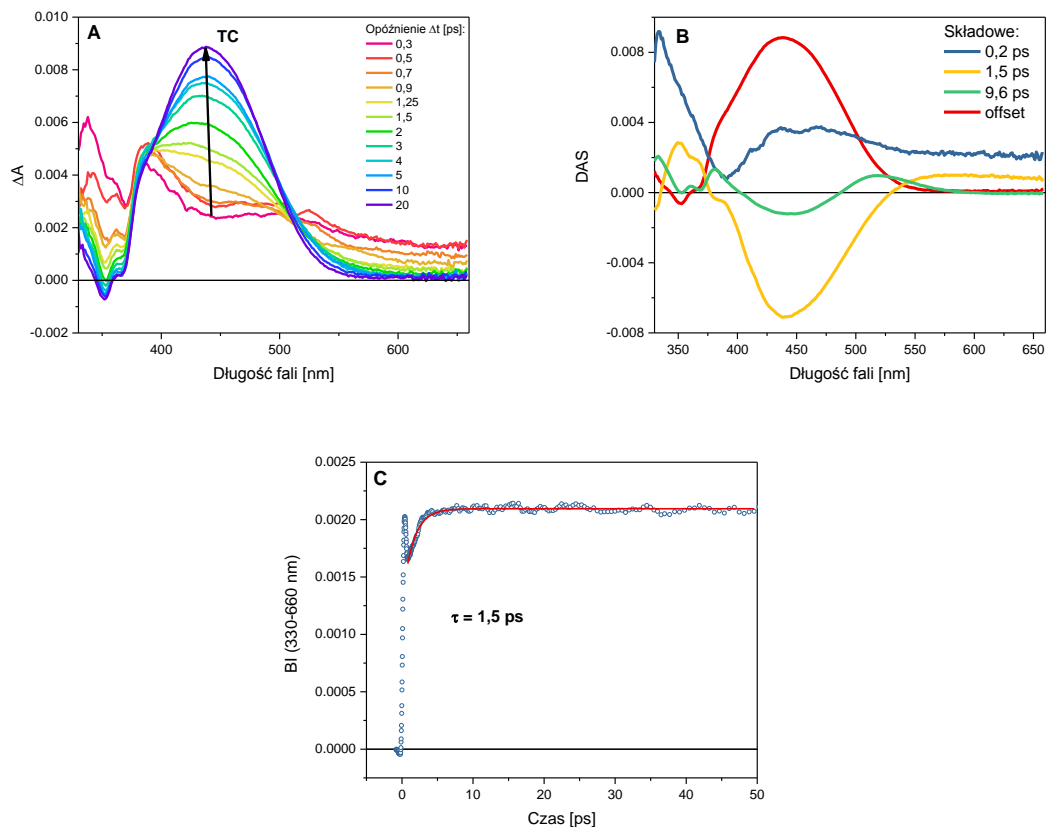 A
TC
Opóźnienie Δt [ps]:
0,3
0,5
0,7
0,9
1,25
1,5
2
3
4
5
10
20
0.010
0.008
0.006
0.004
0.002
0.000
-0.002
ΔA
400
500
600
Długość fali [nm]
B
Składowe:
0,2 ps
1,5 ps
9,6 ps
offset
0.008
0.004
0.000
-0.004
-0.008
DAS
350
400
450
500
550
600
650
Długość fali [nm]
C
0.0025
0.0020
0.0015
0.0010
0.0005
0.0000
BI (330-660 nm)
τ = 1,5 ps
0
10
20
30
40
50
Czas [ps]